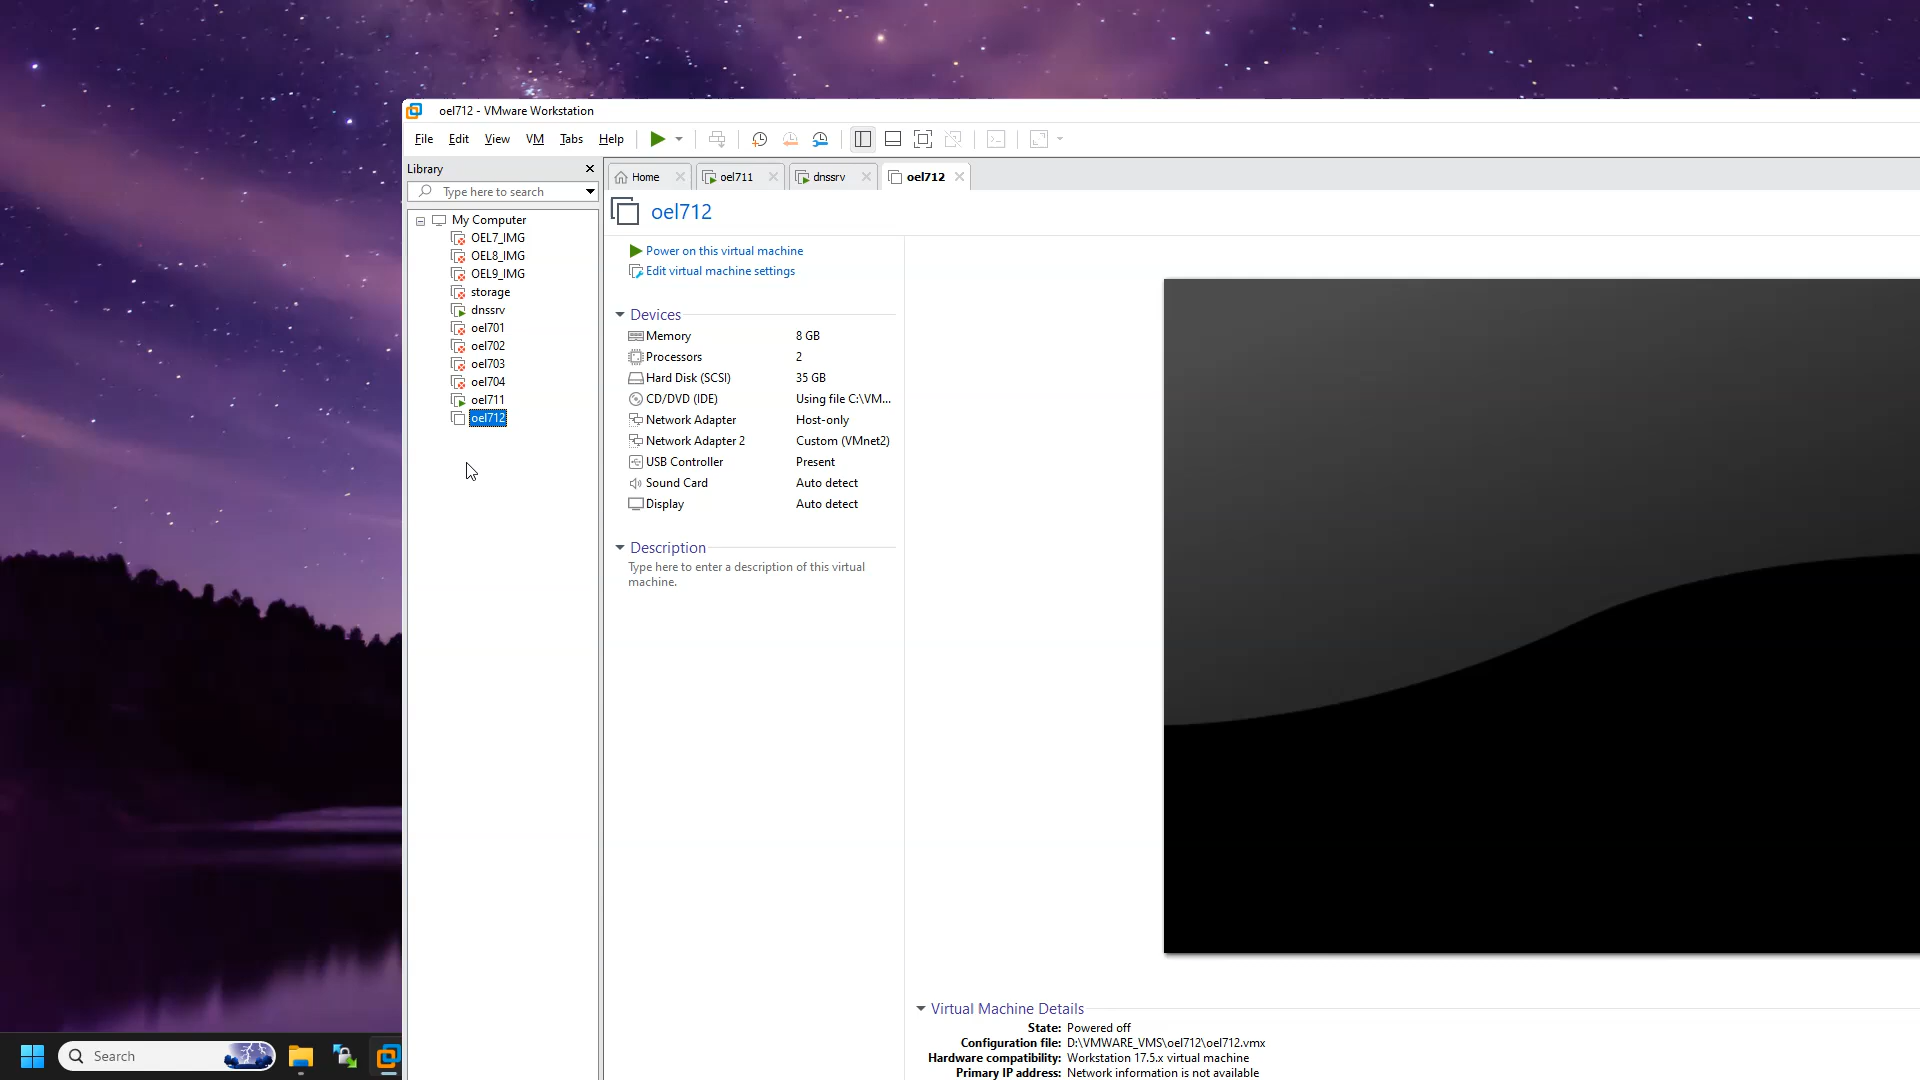 oel712 - VMware Workstation
File Edit View VM Tabs Help
Library
Type here to search
Home oel711 dnssrv oel712
My Computer
OEL7_IMG
OEL8_IMG
OEL9_IMG
storage
dnssrv
oel701
oel702
oel703
oel704
oel711
oel712
oel712
Power on this virtual machine
Edit virtual machine settings
Devices
Memory 8 GB
Processors 2
Hard Disk (SCSI) 35 GB
CD/DVD (IDE) Using file C:\VM...
Network Adapter Host-only
Network Adapter 2 Custom (VMnet2)
USB Controller Present
Sound Card Auto detect
Display Auto detect
Description
Type here to enter a description of this virtual
machine.
Virtual Machine Details
State: Powered off
Configuration file: D:\VMWARE_VMS\oel712\oel712.vmx
Hardware compatibility: Workstation 17.5.x virtual machine
Primary IP address: Network information is not available
Search